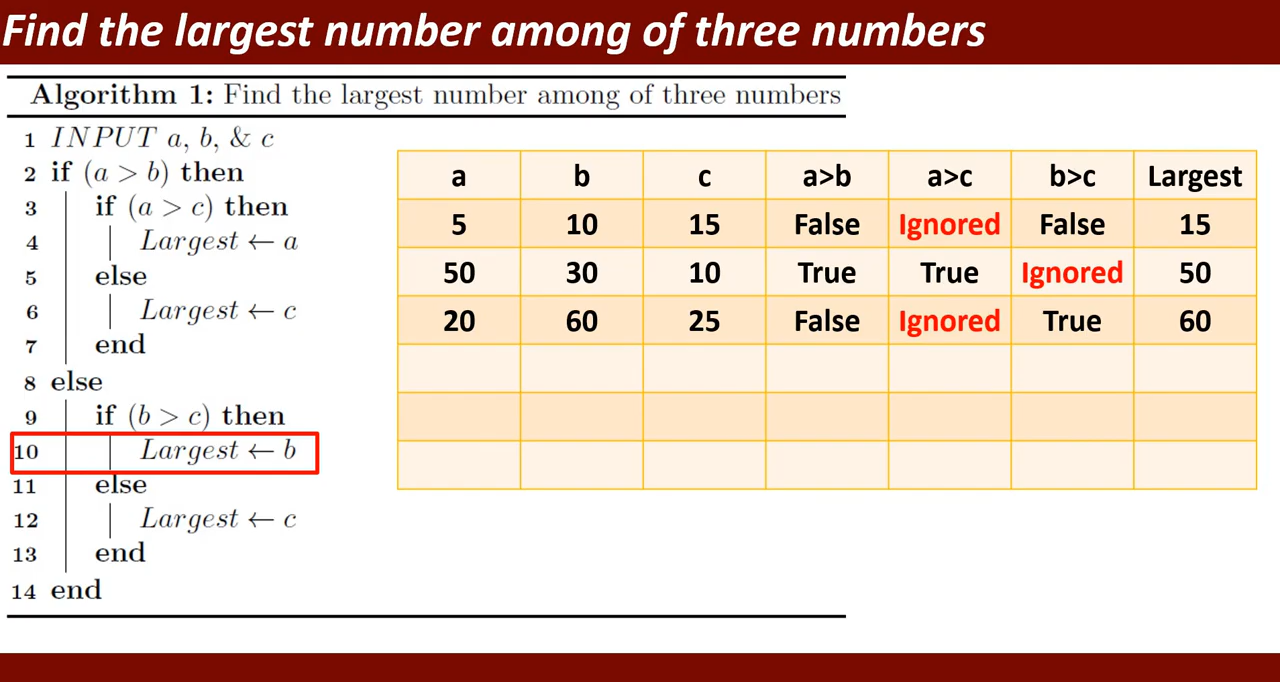 Find the largest number among of three numbers
Algorithm 1: Find the largest number among of three numbers
1 INPUT a, b, & c
2 if (a > b) then
3 if (a > c) then
4 Largest ← a
5 else
6 Largest ← c
7 end
8 else
9 if (b > c) then
10 Largest ← b
11 else
12 Largest ← c
13 end
14 end
a b c a>b a>c b>c Largest
5 10 15 False Ignored False 15
50 30 10 True True Ignored 50
20 60 25 False Ignored True 60